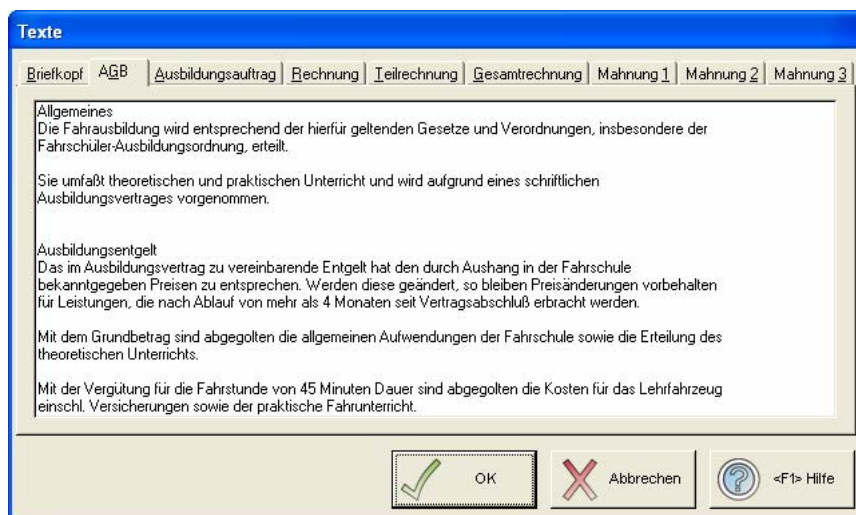 Texte
Briefkopf AGB Ausbildungsauftrag Rechnung Teilrechnung Gesamtrechnung Mahnung 1 Mahnung 2 Mahnung 3
Allgemeines
Die Fahrausbildung wird entsprechend der hierfür geltenden Gesetze und Verordnungen, insbesondere der
Fahrschüler-Ausbildungsordnung, erteilt.
Sie umfaßt theoretischen und praktischen Unterricht und wird aufgrund eines schriftlichen
Ausbildungsvertrages vorgenommen.
Ausbildungsentgelt
Das im Ausbildungsvertrag zu vereinbarende Entgelt hat den durch Aushang in der Fahrschule
bekanntgegeben Preisen zu entsprechen. Werden diese geändert, so bleiben Preisänderungen vorbehalten
für Leistungen, die nach Ablauf von mehr als 4 Monaten seit Vertragsabschluß erbracht werden.
Mit dem Grundbetrag sind abgegolten die allgemeinen Aufwendungen der Fahrschule sowie die Erteilung des
theoretischen Unterrichts.
Mit der Vergütung für die Fahrstunde von 45 Minuten Dauer sind abgegolten die Kosten für das Lehrfahrzeug
einschl. Versicherungen sowie der praktische Fahrunterricht.
OK Abbrechen <F1> Hilfe